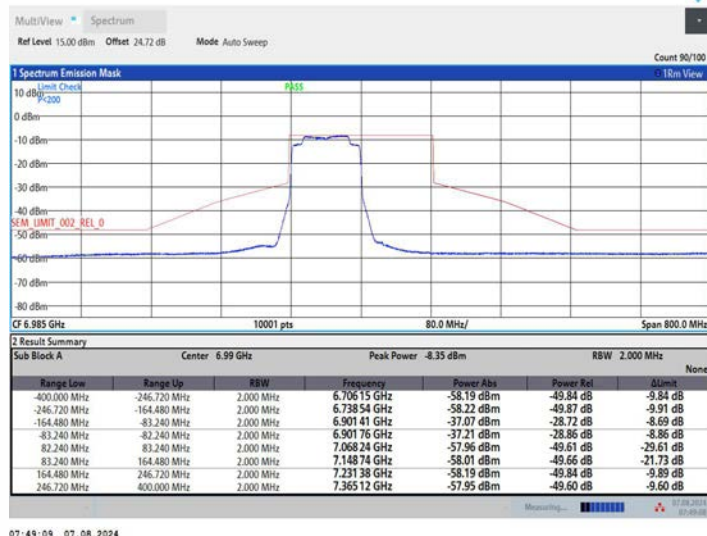 MultiView Spectrum
Ref Level 15.00 dBm Offset 24.72 dB Mode Auto Sweep
Count 90/100
1 Spectrum Emission Mask 1Rm View
10 dBm Limit Check PASS
P<200
0 dBm
-10 dBm
-20 dBm
-30 dBm
-40 dBm
SEM_LIMIT_002_REL_0
-50 dBm
-60 dBm
-70 dBm
-80 dBm
CF 6.985 GHz 10001 pts 80.0 MHz/ Span 800.0 MHz
2 Result Summary
Sub Block A Center 6.99 GHz Peak Power -8.35 dBm RBW 2.000 MHz
None
Range Low Range Up RBW Frequency Power Abs Power Rel ΔLimit
-400.000 MHz -246.720 MHz 2.000 MHz 6.706 15 GHz -58.19 dBm -49.84 dB -9.84 dB
-246.720 MHz -164.480 MHz 2.000 MHz 6.738 54 GHz -58.22 dBm -49.87 dB -9.91 dB
-164.480 MHz -83.240 MHz 2.000 MHz 6.901 41 GHz -37.07 dBm -28.72 dB -8.69 dB
-83.240 MHz -82.240 MHz 2.000 MHz 6.901 76 GHz -37.21 dBm -28.86 dB -8.86 dB
82.240 MHz 83.240 MHz 2.000 MHz 7.068 24 GHz -57.96 dBm -49.61 dB -29.61 dB
83.240 MHz 164.480 MHz 2.000 MHz 7.148 74 GHz -58.01 dBm -49.66 dB -21.73 dB
164.480 MHz 246.720 MHz 2.000 MHz 7.231 38 GHz -58.19 dBm -49.84 dB -9.89 dB
246.720 MHz 400.000 MHz 2.000 MHz 7.365 12 GHz -57.95 dBm -49.60 dB -9.60 dB
Measuring... 07.08.2024
07:49:08
07:49:09 07.08.2024